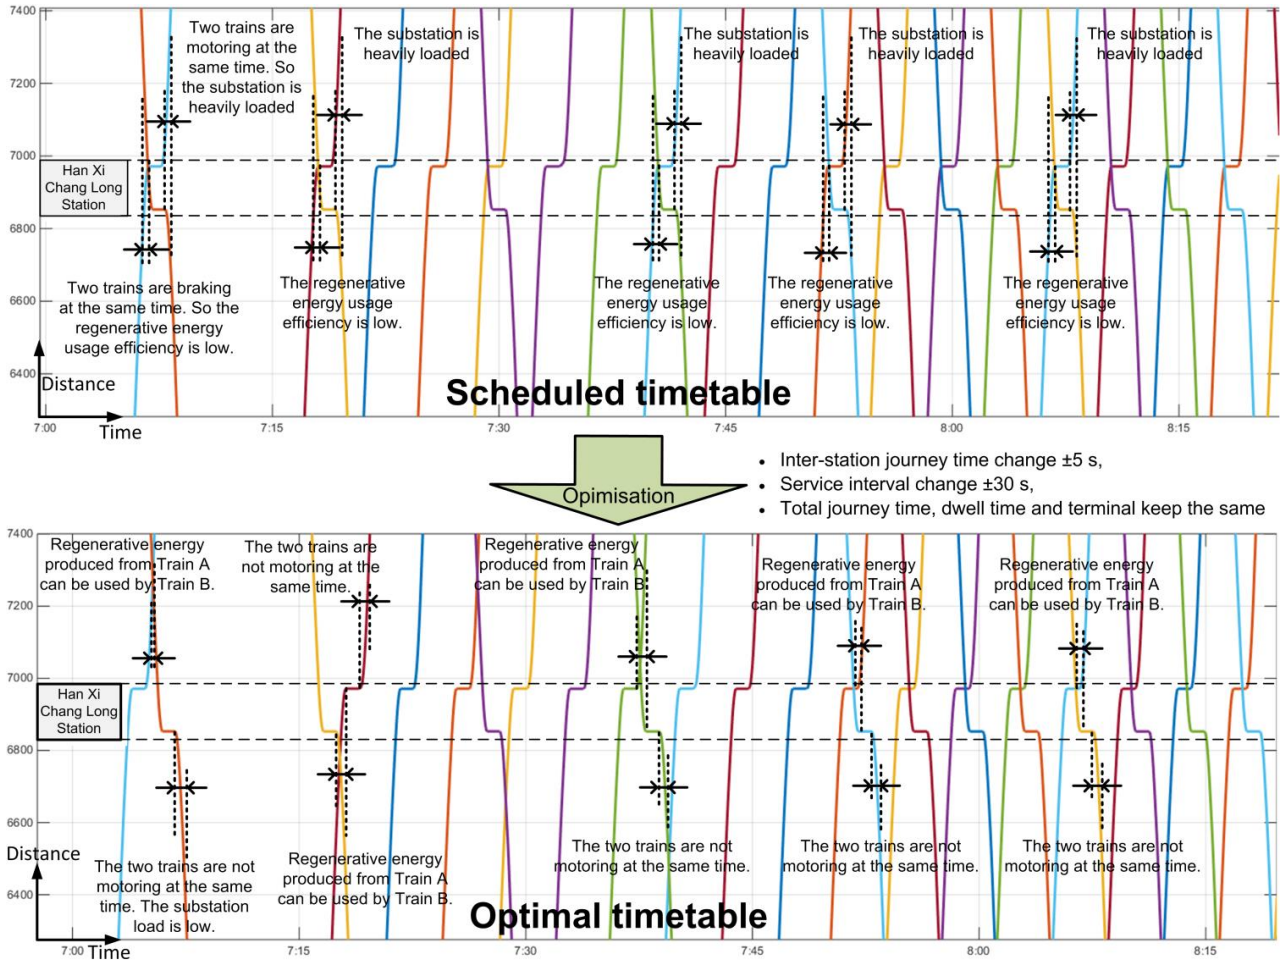 7400
7200
7000
6800
6600
6400
Two trains are
motoring at the
same time. So
the substation is
heavily loaded
The substation is
heavily loaded
The substation is
heavily loaded
The substation is
heavily loaded
The substation is
heavily loaded
Han Xi
Chang Long
Station
Two trains are braking
at the same time. So the
regenerative energy
usage efficiency is low.
The regenerative
energy usage
efficiency is low.
The regenerative
energy usage
efficiency is low.
The regenerative
energy usage
efficiency is low.
The regenerative
energy usage
efficiency is low.
Distance
Scheduled timetable
7:00
7:15
7:30
7:45
8:00
8:15
Time
Opimisation
• Inter-station journey time change ±5 s,
• Service interval change ±30 s,
• Total journey time, dwell time and terminal keep the same
7400
7200
7000
6800
6600
6400
Regenerative energy
produced from Train A
can be used by Train B.
The two trains are
not motoring at the
same time.
Regenerative energy
produced from Train A
can be used by Train B.
Regenerative energy
produced from Train A
can be used by Train B.
Regenerative energy
produced from Train A
can be used by Train B.
Han Xi
Chang Long
Station
Distance
The two trains are not
motoring at the same
time. The substation
load is low.
Regenerative energy
produced from Train A
can be used by Train B.
The two trains are not
motoring at the same time.
The two trains are not
motoring at the same time.
The two trains are not
motoring at the same time.
Optimal timetable
7:00
7:15
7:30
7:45
8:00
8:15
Time